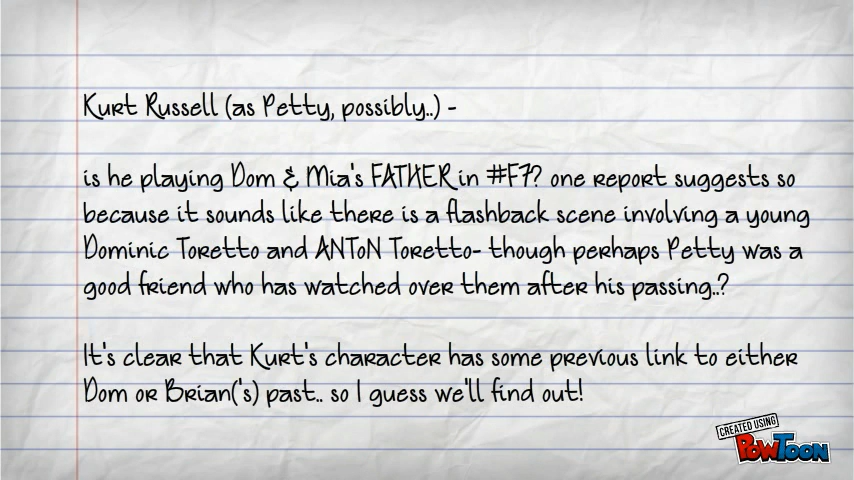 Kurt Russell (as Petty, possibly..) -
is he playing Dom & Mia's FATHER in #F7? one report suggests so
because it sounds like there is a flashback scene involving a young
Dominic Toretto and ANToN Toretto- though perhaps Petty was a
good friend who has watched over them after his passing..?
It's clear that Kurt's character has some previous link to either
Dom or Brian('s) past.. so I guess we'll find out!
CREATED USING
PowToon